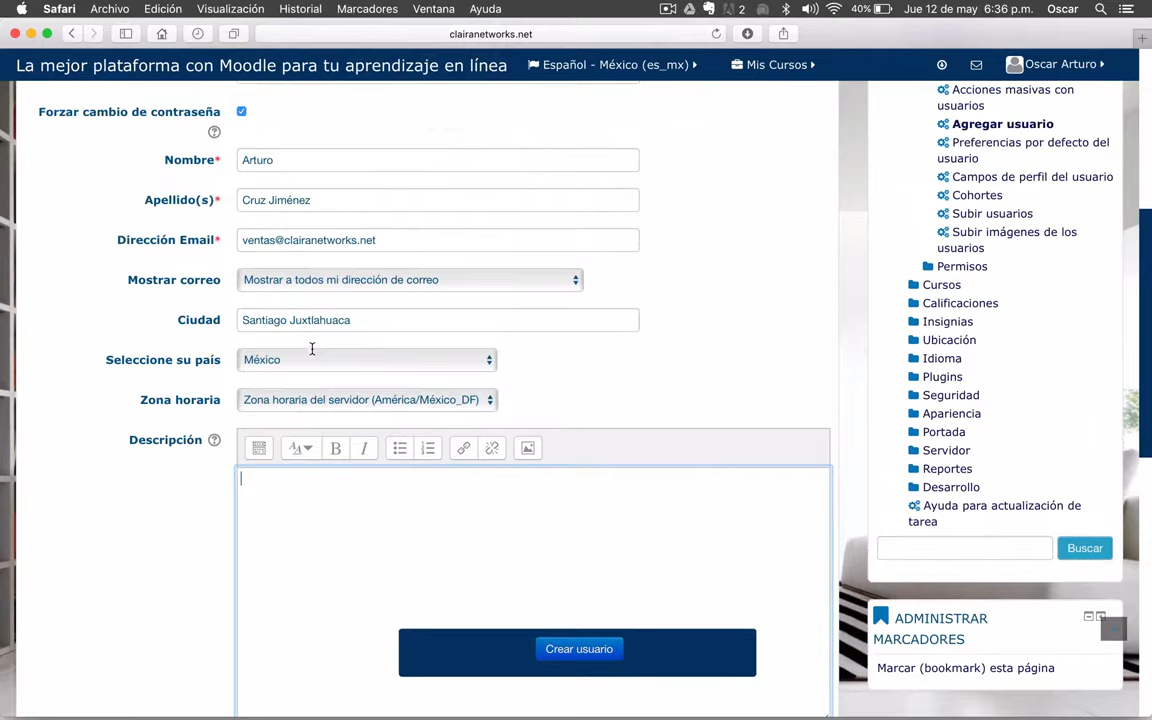 Safari Archivo Edición Visualización Historial Marcadores Ventana Ayuda 2 40% Jue 12 de may 6:36 p.m. Oscar
clairanetworks.net
La mejor plataforma con Moodle para tu aprendizaje en línea Español - México (es_mx) Mis Cursos Oscar Arturo
Forzar cambio de contraseña
Nombre* Arturo
Apellido(s)* Cruz Jiménez
Dirección Email* ventas@clairanetworks.net
Mostrar correo Mostrar a todos mi dirección de correo
Ciudad Santiago Juxtlahuaca
Seleccione su país México
Zona horaria Zona horaria del servidor (América/México_DF)
Descripción
B I
Crear usuario
Acciones masivas con
usuarios
Agregar usuario
Preferencias por defecto del
usuario
Campos de perfil del usuario
Cohortes
Subir usuarios
Subir imágenes de los
usuarios
Permisos
Cursos
Calificaciones
Insignias
Ubicación
Idioma
Plugins
Seguridad
Apariencia
Portada
Servidor
Reportes
Desarrollo
Ayuda para actualización de
tarea
Buscar
ADMINISTRAR
MARCADORES
Marcar (bookmark) esta página